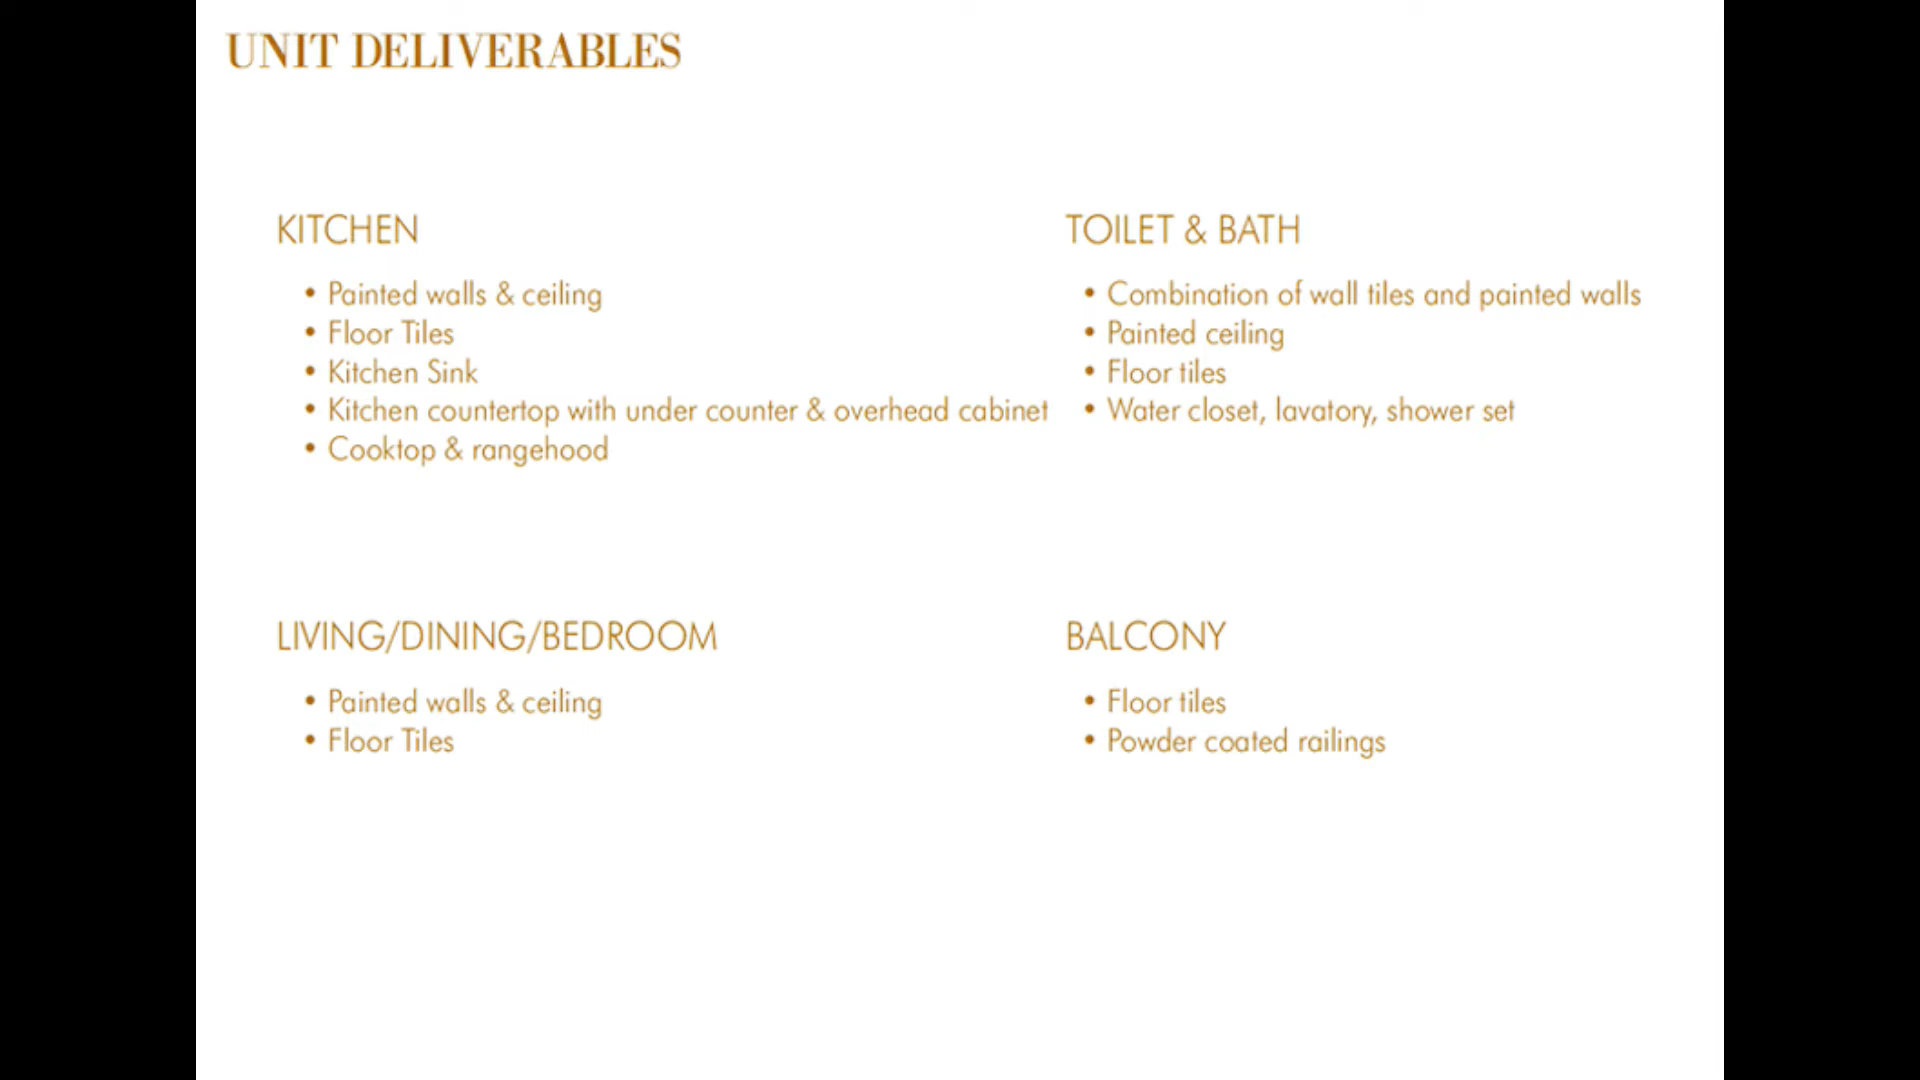 UNIT DELIVERABLES
KITCHEN
• Painted walls & ceiling
• Floor Tiles
• Kitchen Sink
• Kitchen countertop with under counter & overhead cabinet
• Cooktop & rangehood
TOILET & BATH
• Combination of wall tiles and painted walls
• Painted ceiling
• Floor tiles
• Water closet, lavatory, shower set
LIVING/DINING/BEDROOM
• Painted walls & ceiling
• Floor Tiles
BALCONY
• Floor tiles
• Powder coated railings